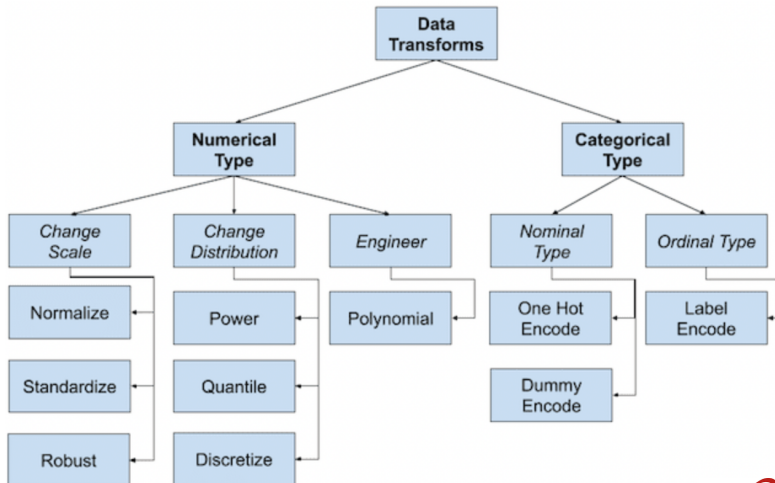 Data
Transforms
Numerical
Type
Categorical
Type
Change
Scale
Change
Distribution
Engineer
Nominal
Type
Ordinal Type
Normalize
Power
Polynomial
One Hot
Encode
Label
Encode
Standardize
Quantile
Dummy
Encode
Robust
Discretize